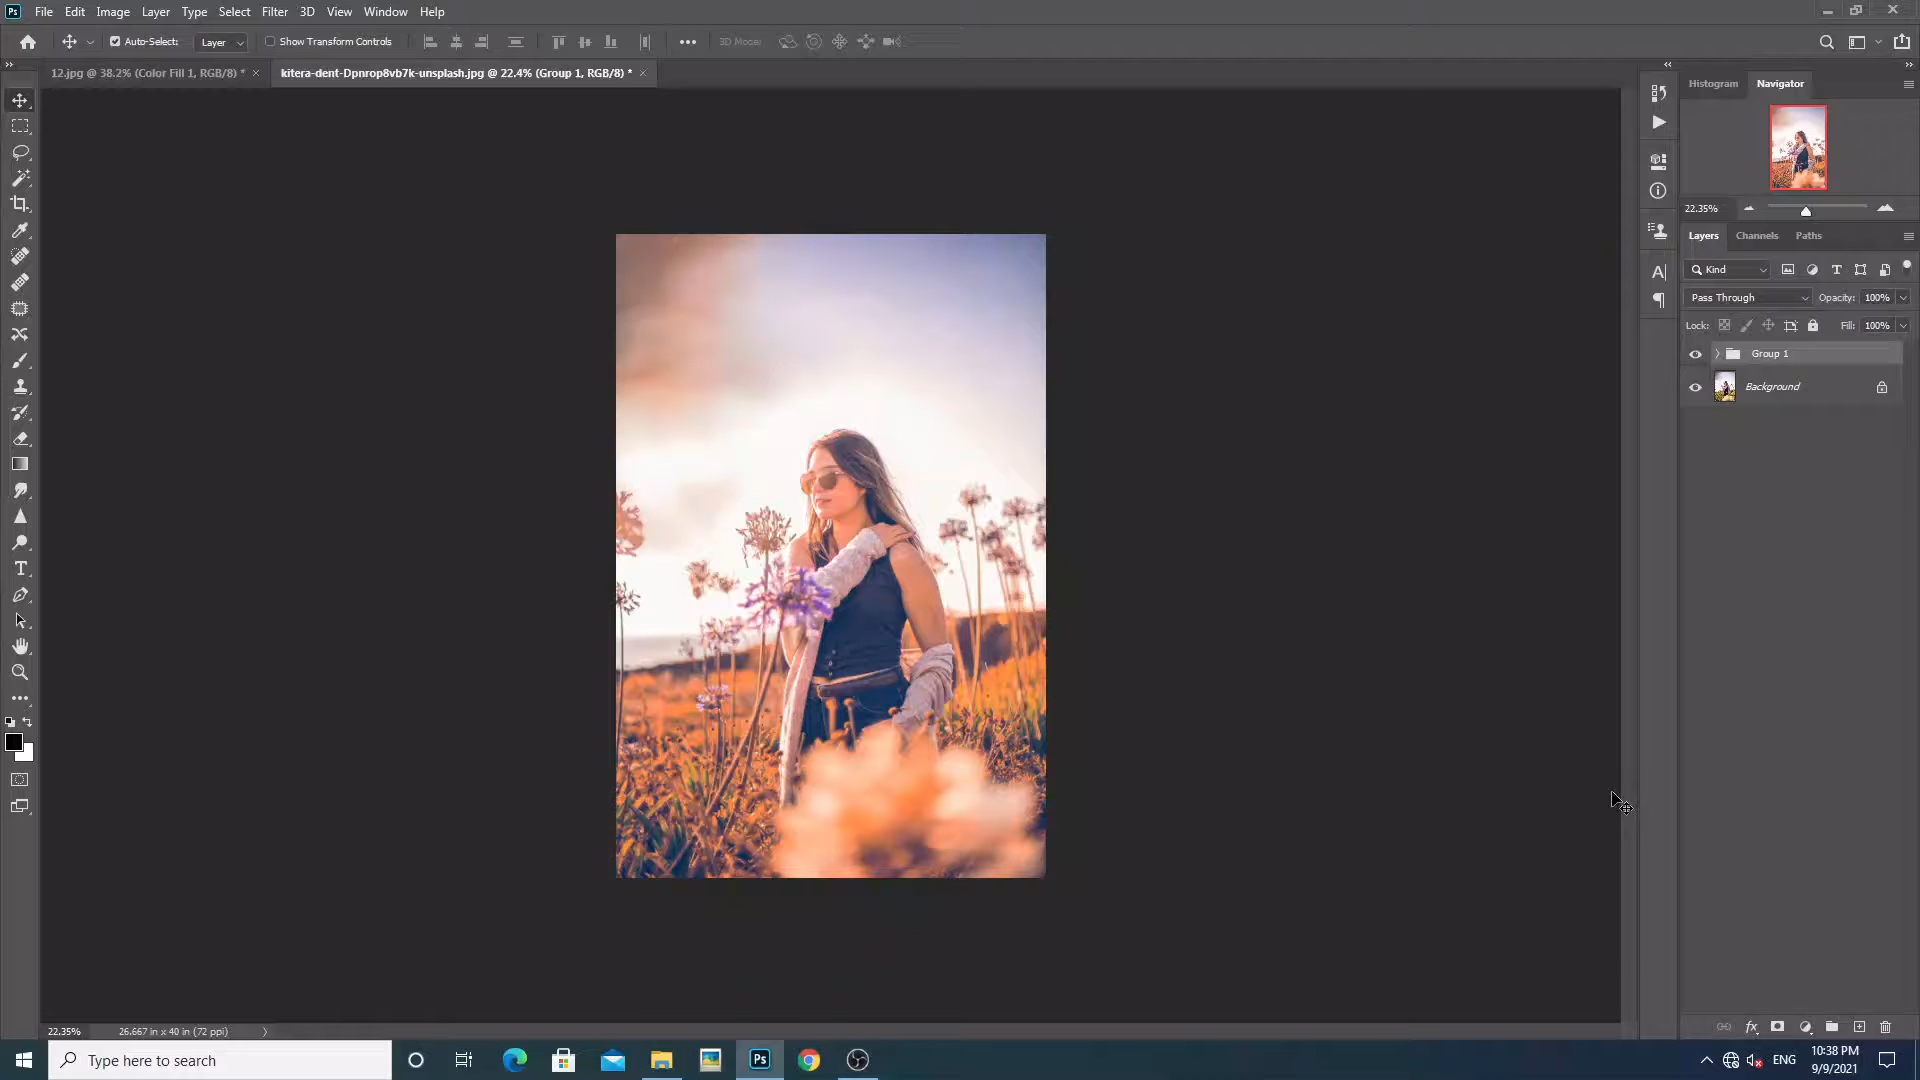 Ps File Edit Image Layer Type Select Filter 3D View Window Help
Auto-Select: Layer Show Transform Controls 3D Mode:
12.jpg @ 38.2% (Color Fill 1, RGB/8) * kitera-dent-Dpnrop8vb7k-unsplash.jpg @ 22.4% (Group 1, RGB/8) *
Histogram Navigator
22.35%
Layers Channels Paths
Kind
Pass Through Opacity: 100%
Lock: Fill: 100%
Group 1
Background
22.35% 26.667 in x 40 in (72 ppi)
Type here to search
Ps
ENG
10:38 PM
9/9/2021